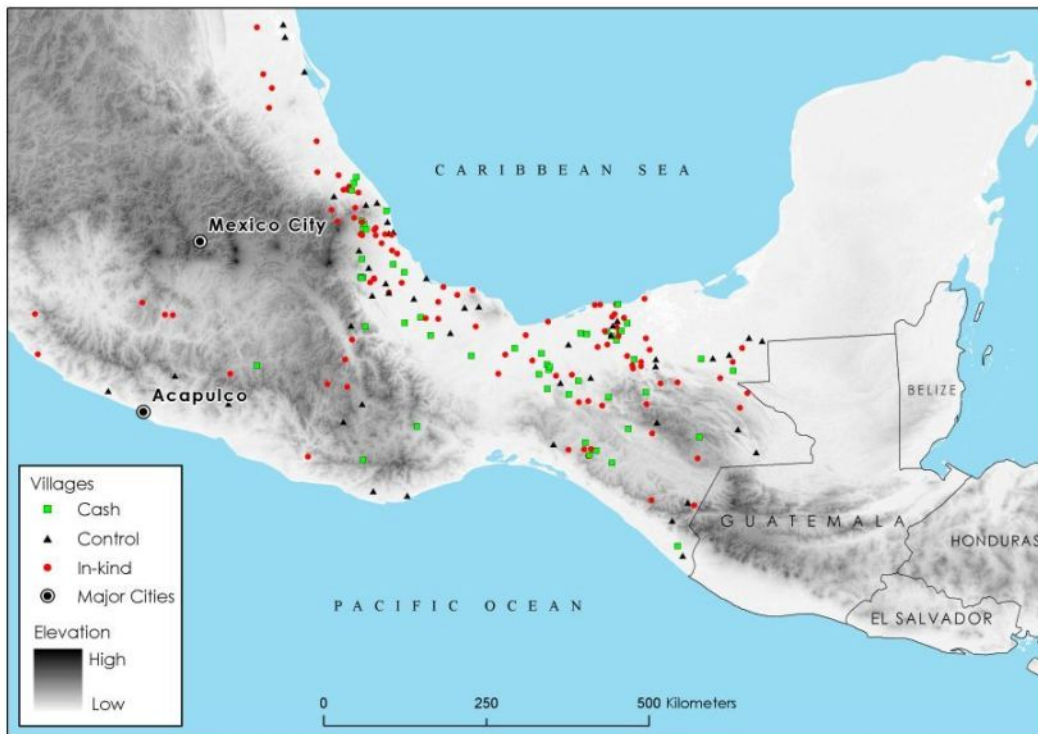 CARIBBEAN SEA
Mexico City
Acapulco
BELIZE
GUATEMALA
HONDURAS
EL SALVADOR
PACIFIC OCEAN
Villages
Cash
Control
In-kind
Major Cities
Elevation
High
Low
0 250 500 Kilometers